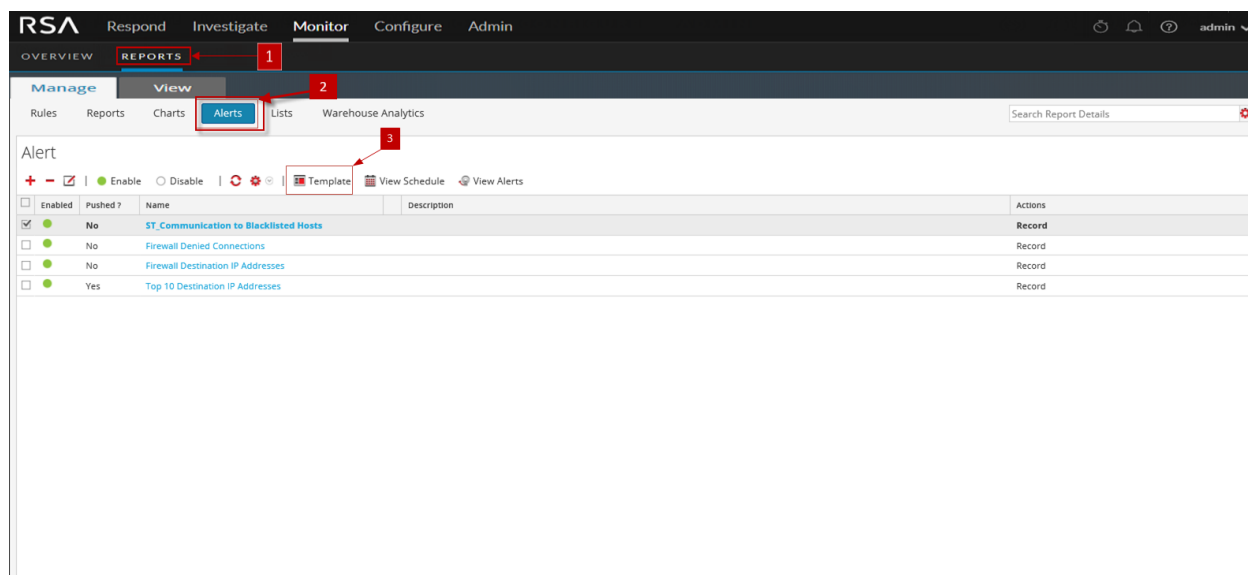 RSA Respond Investigate Monitor Configure Admin admin
OVERVIEW REPORTS 1
Manage View 2
Rules Reports Charts Alerts Lists Warehouse Analytics Search Report Details
3
Alert
Enable Disable Template View Schedule View Alerts
Enabled Pushed ? Name Description Actions
No ST_Communication to Blacklisted Hosts Record
No Firewall Denied Connections Record
No Firewall Destination IP Addresses Record
Yes Top 10 Destination IP Addresses Record